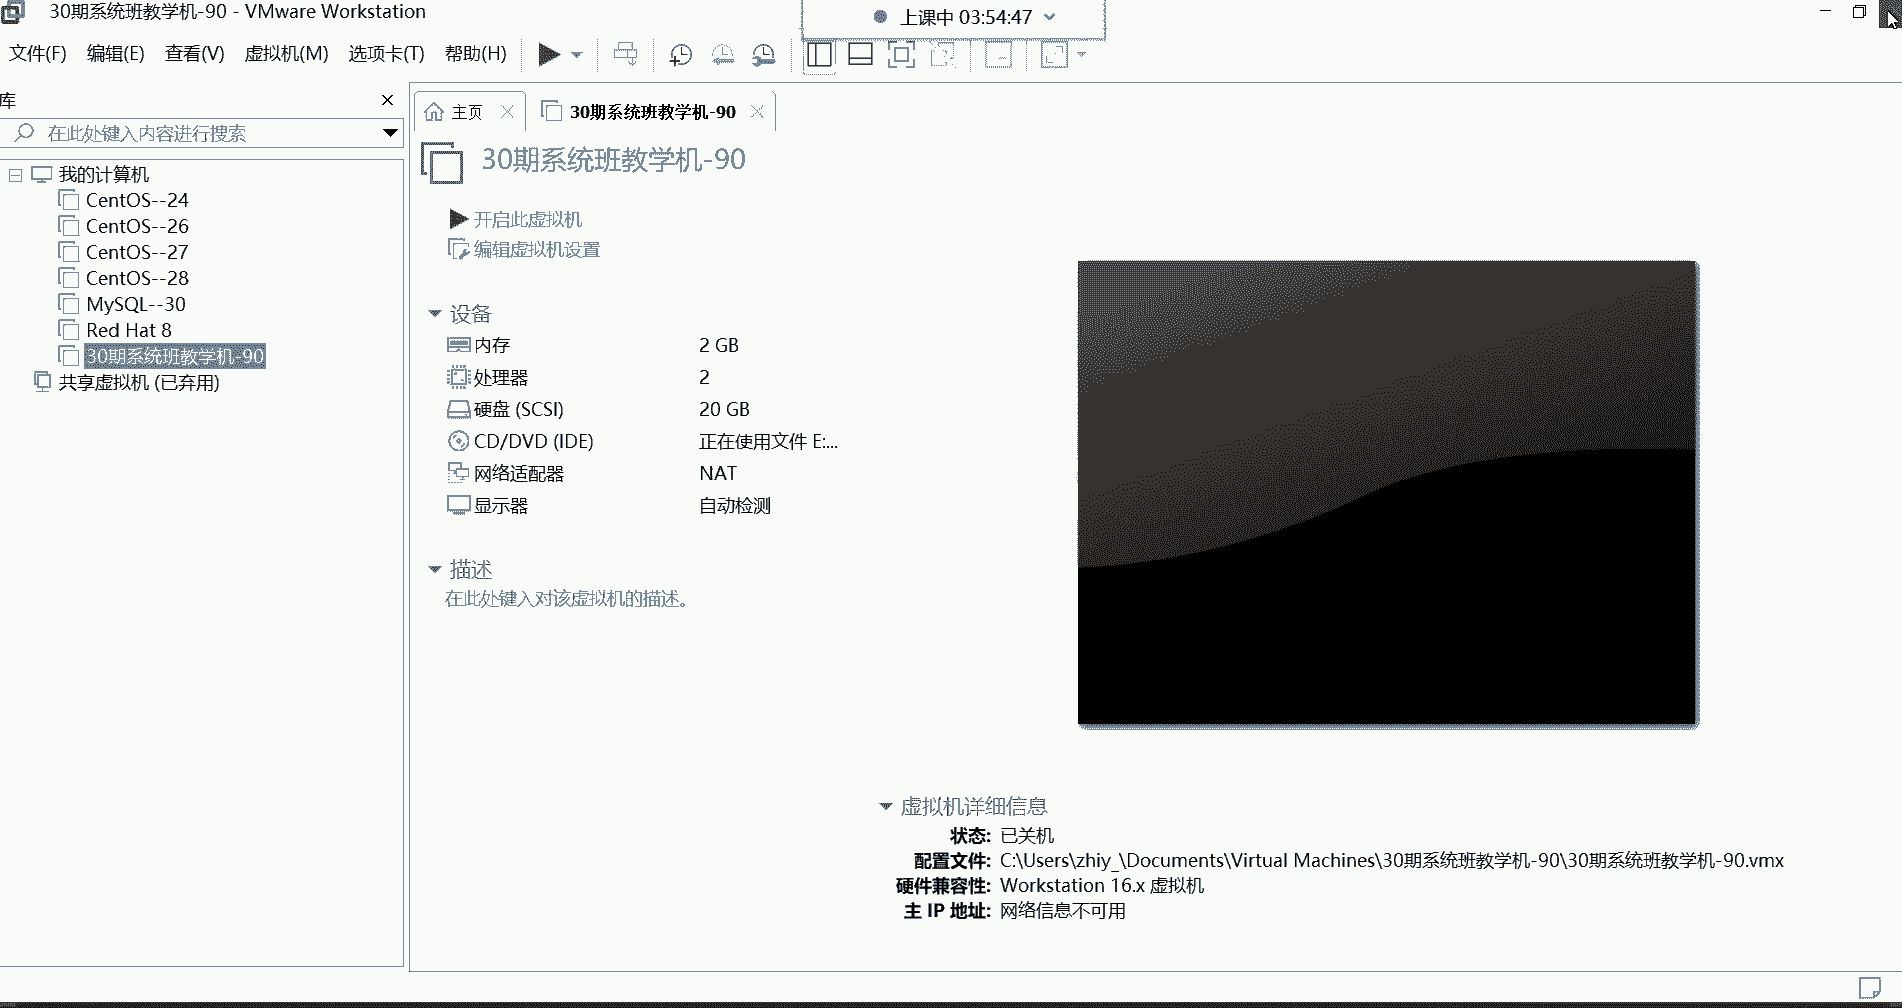 30期系统班教学机-90 - VMware Workstation
上课中 03:54:47
文件(F) 编辑(E) 查看(V) 虚拟机(M) 选项卡(T) 帮助(H)
库
在此处键入内容进行搜索
我的计算机
CentOS--24
CentOS--26
CentOS--27
CentOS--28
MySQL--30
Red Hat 8
30期系统班教学机-90
共享虚拟机 (已弃用)
主页
30期系统班教学机-90
30期系统班教学机-90
开启此虚拟机
编辑虚拟机设置
设备
内存 2 GB
处理器 2
硬盘 (SCSI) 20 GB
CD/DVD (IDE) 正在使用文件 E:...
网络适配器 NAT
显示器 自动检测
描述
在此处键入对该虚拟机的描述。
虚拟机详细信息
状态: 已关机
配置文件: C:\Users\zhiy_\Documents\Virtual Machines\30期系统班教学机-90\30期系统班教学机-90.vmx
硬件兼容性: Workstation 16.x 虚拟机
主 IP 地址: 网络信息不可用